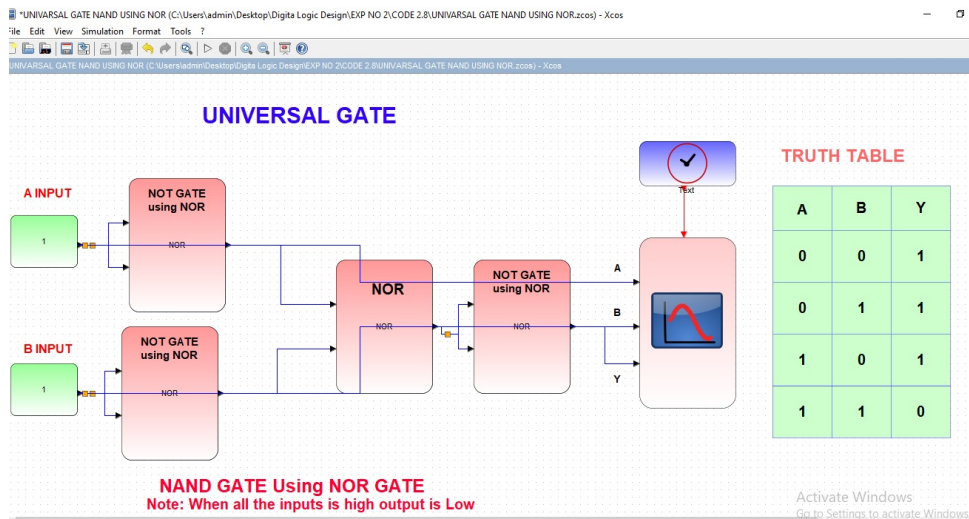 *?UNIVARSAL GATE NAND USING NOR (C:\Users\admin\Desktop\Digita Logic Design\EXP NO 2\CODE 2.8\UNIVARSAL GATE NAND USING NOR.zcos) - Xcos
File Edit View Simulation Format Tools ?
UNIVARSAL GATE NAND USING NOR (C:\Users\admin\Desktop\Digita Logic Design\EXP NO 2\CODE 2.8\UNIVARSAL GATE NAND USING NOR.zcos) - Xcos
UNIVERSAL GATE
A INPUT
1
NOT GATE
using NOR
NOR
B INPUT
1
NOT GATE
using NOR
NOR
NOR
NOR
NOT GATE
using NOR
NOR
Text
A
B
Y
TRUTH TABLE
A B Y
0 0 1
0 1 1
1 0 1
1 1 0
NAND GATE Using NOR GATE
Note: When all the inputs is high output is Low
Activate Windows
Go to Settings to activate Windows